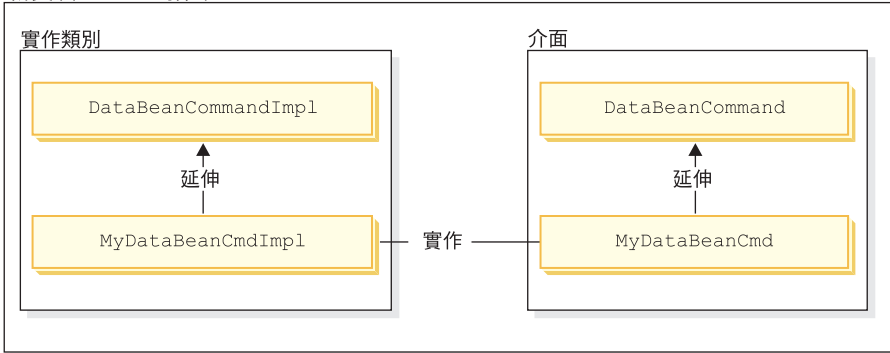 實作類別
介面
DataBeanCommandImpl
DataBeanCommand
延伸
延伸
MyDataBeanCmdImpl
實作
MyDataBeanCmd